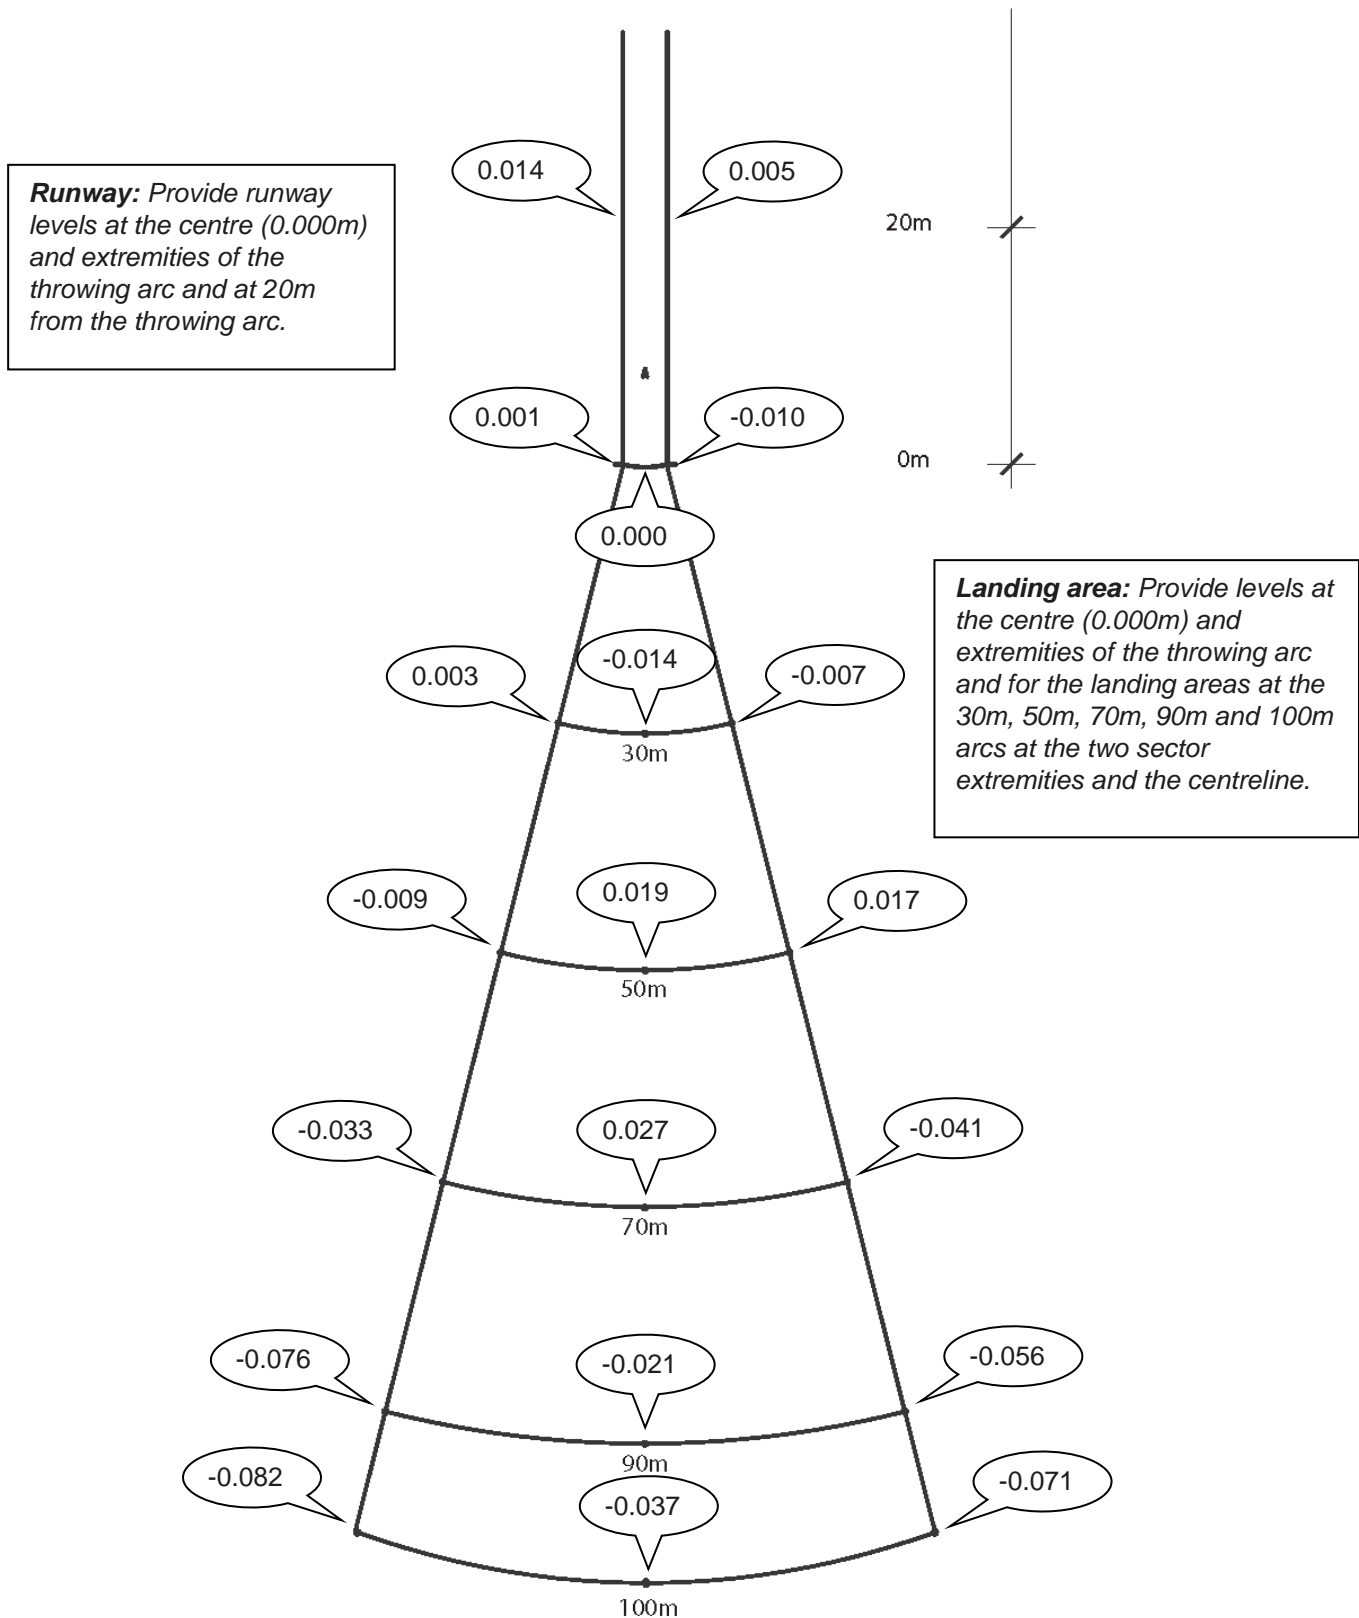 0.014
0.005
Runway: Provide runway
levels at the centre (0.000m)
and extremities of the
throwing arc and at 20m
from the throwing arc.
20m
0.001
-0.010
0m
0.000
Landing area: Provide levels at
the centre (0.000m) and
extremities of the throwing arc
and for the landing areas at the
30m, 50m, 70m, 90m and 100m
arcs at the two sector
extremities and the centreline.
0.003
-0.014
-0.007
30m
-0.009
0.019
0.017
50m
-0.033
0.027
-0.041
70m
-0.076
-0.021
-0.056
90m
-0.082
-0.037
-0.071
100m